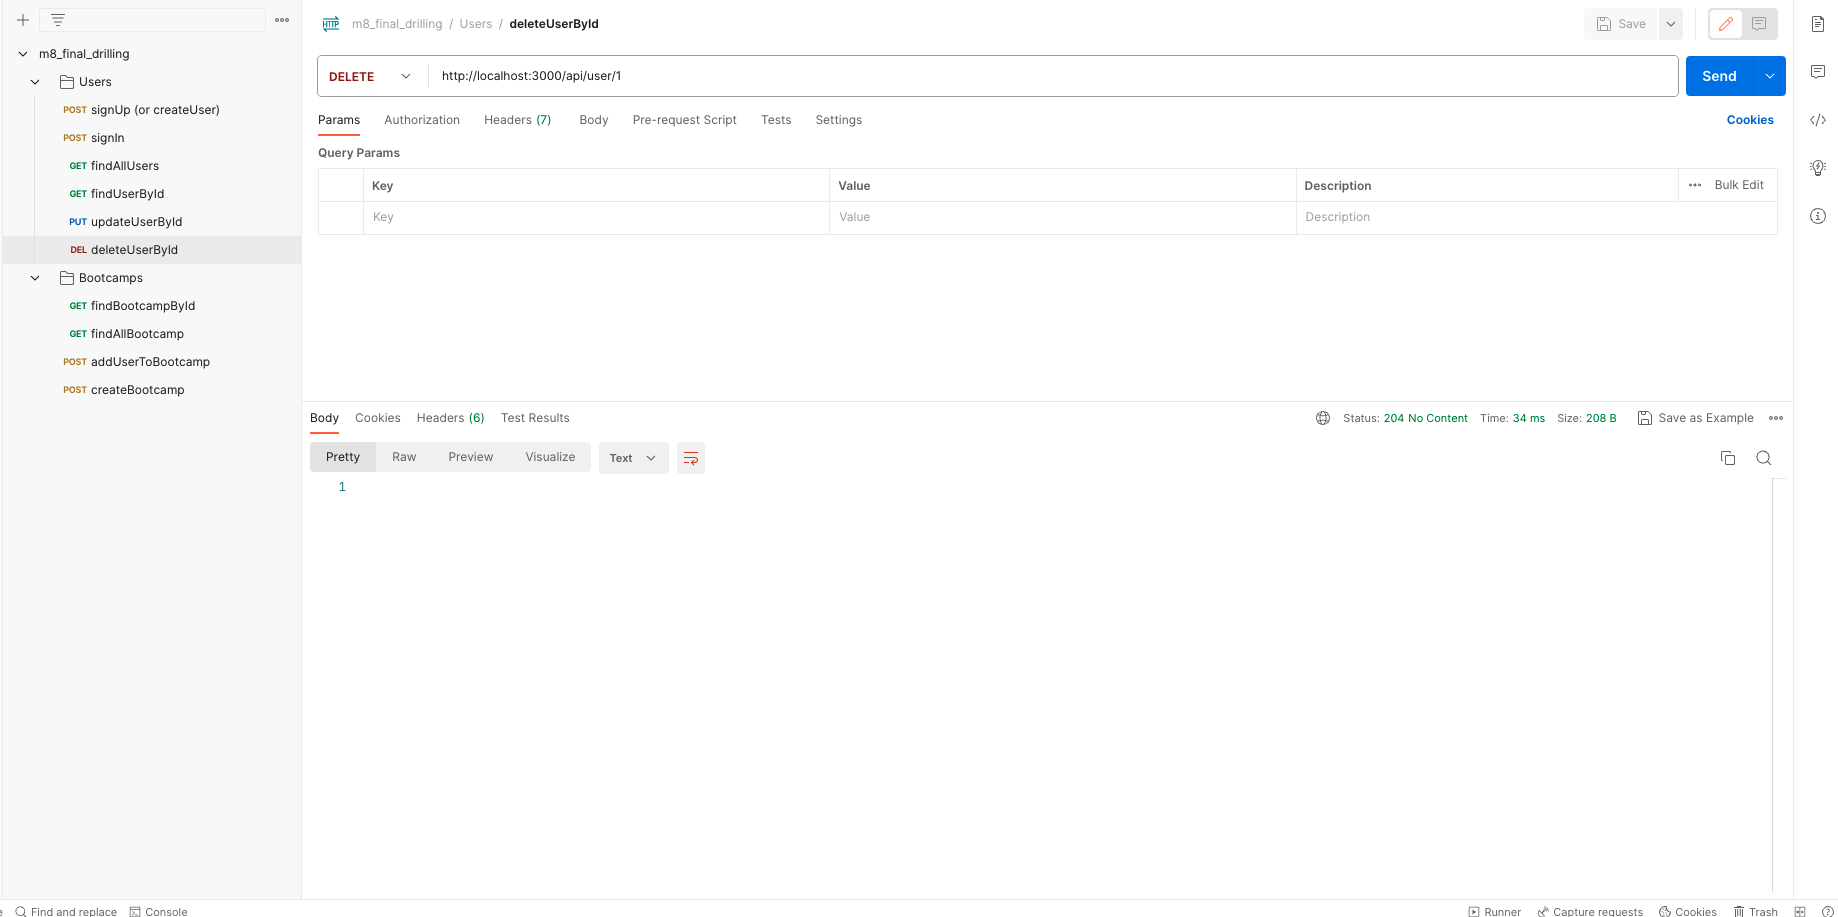 m8_final_drilling
Users
POST signUp (or createUser)
POST signIn
GET findAllUsers
GET findUserById
PUT updateUserById
DEL deleteUserById
Bootcamps
GET findBootcampById
GET findAllBootcamp
POST addUserToBootcamp
POST createBootcamp
HTTP m8_final_drilling / Users / deleteUserById
Save
DELETE http://localhost:3000/api/user/1
Send
Params Authorization Headers (7) Body Pre-request Script Tests Settings
Cookies
Query Params
Key Value Description Bulk Edit
Key Value Description
Body Cookies Headers (6) Test Results
Status: 204 No Content Time: 34 ms Size: 208 B Save as Example
Pretty Raw Preview Visualize Text
1
Find and replace Console
Runner Capture requests Cookies Trash